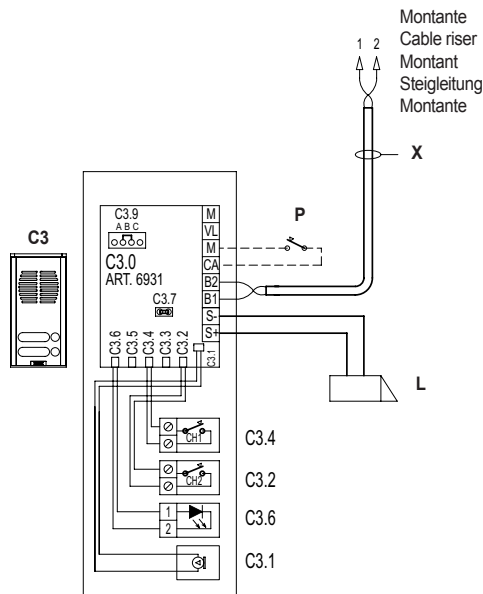 Montante
1 2 Cable riser
Montant
Steigleitung
Montante
X
C3
P
C3.9
A B C
C3.0
ART. 6931
C3.7
M
VL
M
CA
B2
B1
S-
S+
C3.6
C3.5
C3.4
C3.3
C3.2
C3.1
L
CH1
C3.4
CH2
C3.2
1
2
C3.6
C3.1